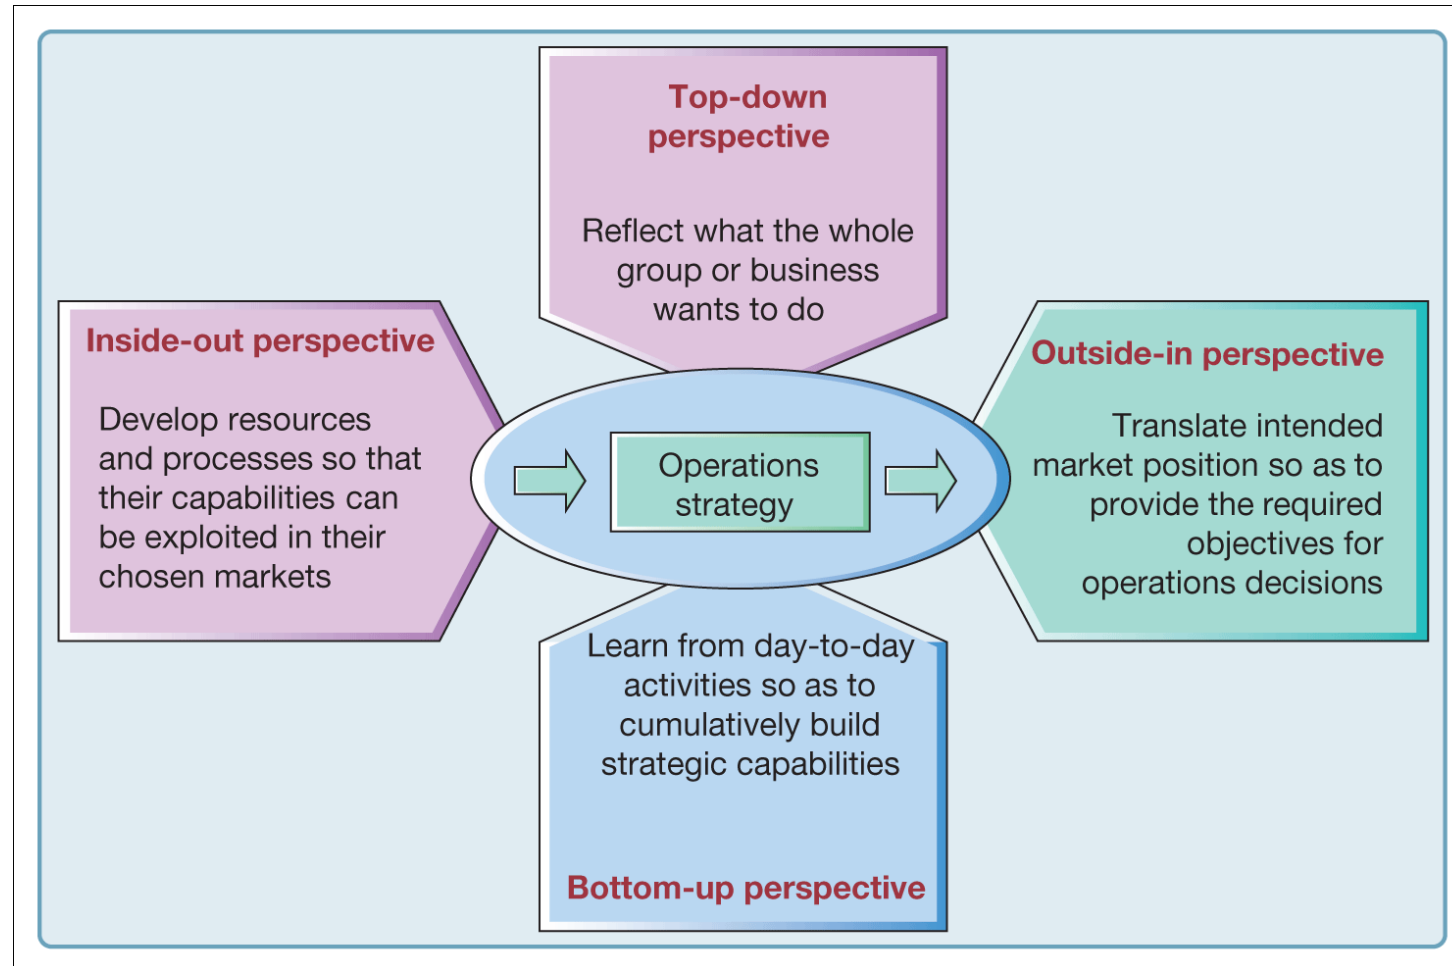 Top-down
perspective
Reflect what the whole
group or business
wants to do
Inside-out perspective
Develop resources
and processes so that
their capabilities can
be exploited in their
chosen markets
Operations
strategy
Outside-in perspective
Translate intended
market position so as to
provide the required
objectives for
operations decisions
Learn from day-to-day
activities so as to
cumulatively build
strategic capabilities
Bottom-up perspective